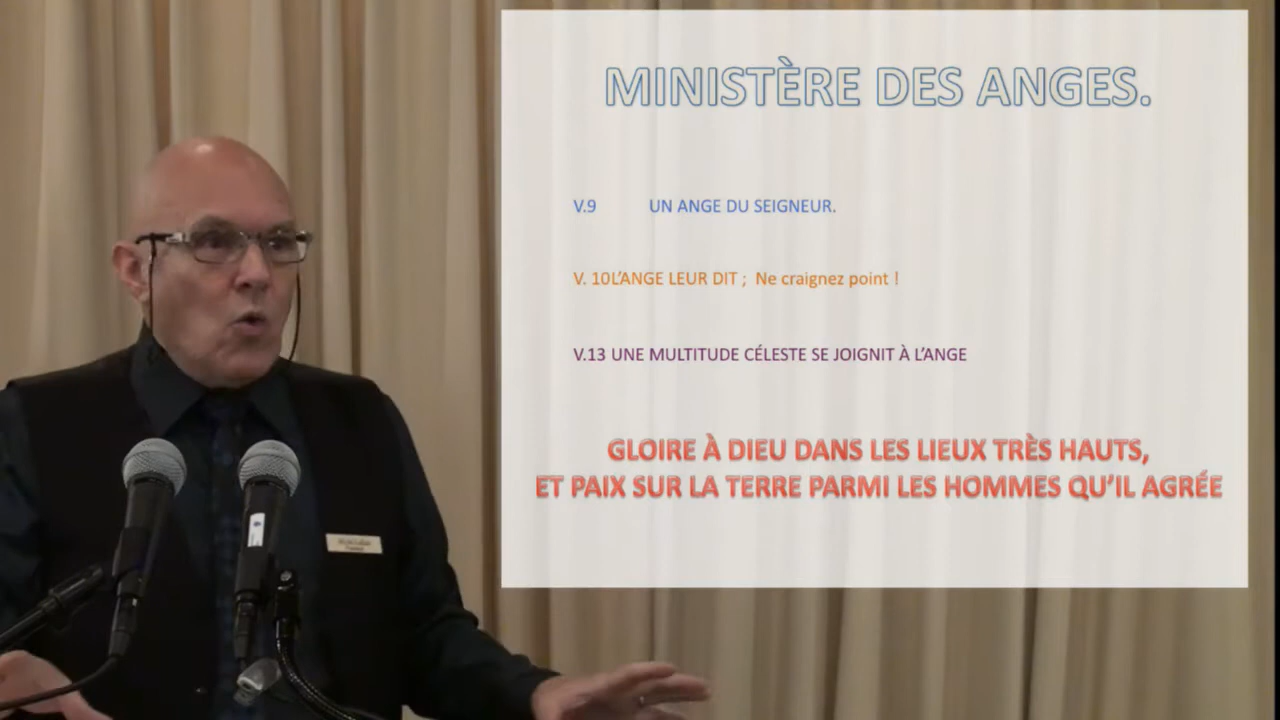 MINISTÈRE DES ANGES.
V.9 UN ANGE DU SEIGNEUR.
V. 10L'ANGE LEUR DIT ; Ne craignez point !
V.13 UNE MULTITUDE CÉLESTE SE JOIGNIT À L'ANGE
GLOIRE À DIEU DANS LES LIEUX TRÈS HAUTS,
ET PAIX SUR LA TERRE PARMI LES HOMMES QU'IL AGRÉE